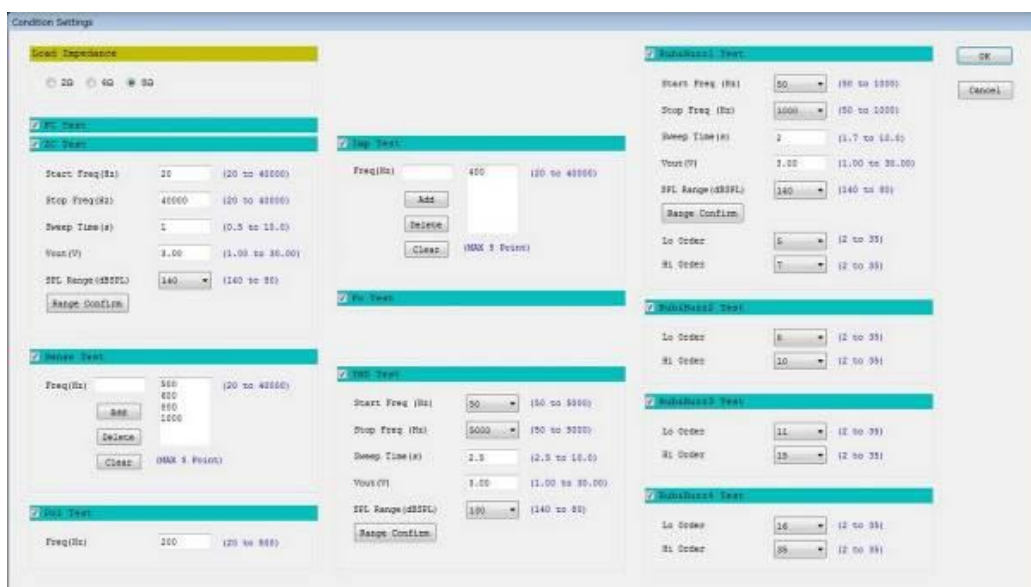 Condition Settings
Load Impedance
2Ω 4Ω 8Ω
FC Test
Start Freq(Hz) 20 (20 to 40000)
Stop Freq(Hz) 40000 (20 to 40000)
Sweep Time(s) 1 (0.5 to 10.0)
Vout(V) 3.00 (1.00 to 30.00)
SPL Range(dBSPL) 140 (140 to 80)
Range Confirm
Sense Test
Freq(Hz) 500 (20 to 40000)
600
800
1000
Add
Delete
Clear (MAX 5 Point)
Pol Test
Freq(Hz) 200 (20 to 500)
Imp Test
Freq(Hz) 400 (20 to 40000)
Add
Delete
Clear (MAX 5 Point)
Fo Test
THD Test
Start Freq (Hz) 50 (50 to 5000)
Stop Freq (Hz) 5000 (50 to 5000)
Sweep Time(s) 2.5 (2.5 to 10.0)
Vout(V) 3.00 (1.00 to 30.00)
SPL Range(dBSPL) (140 to 80)
Range Confirm
Rub&Buzz1 Test
Start Freq (Hz) 50 (50 to 1000)
Stop Freq (Hz) 1000 (50 to 1000)
Sweep Time(s) 2 (1.7 to 10.0)
Vout(V) 3.00 (1.00 to 30.00)
SPL Range(dBSPL) 140 (140 to 80)
Range Confirm
Lo Order 5 (2 to 35)
Hi Order 7 (2 to 35)
Rub&Buzz2 Test
Lo Order 8 (2 to 35)
Hi Order 10 (2 to 35)
Rub&Buzz3 Test
Lo Order 11 (2 to 35)
Hi Order 15 (2 to 35)
Rub&Buzz4 Test
Lo Order 16 (2 to 35)
Hi Order 35 (2 to 35)
OK
Cancel